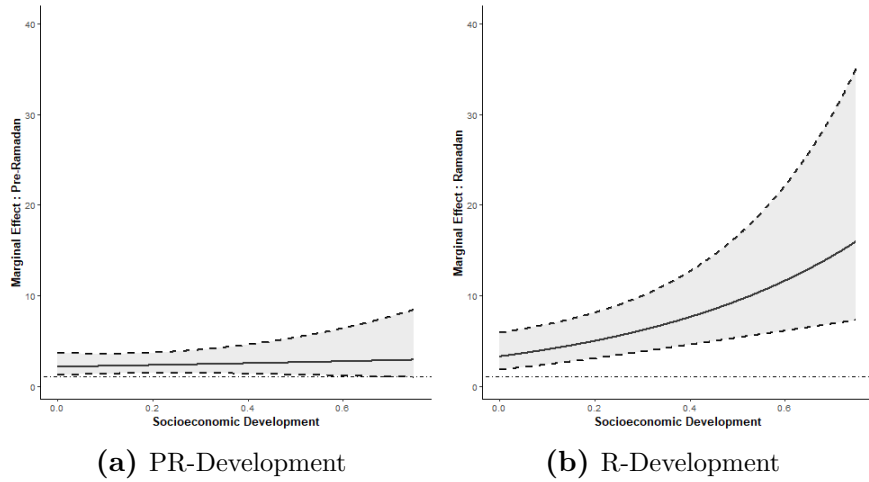 40
30
20
10
0
Marginal Effect : Pre-Ramadan
0.0 0.2 0.4 0.6
Socioeconomic Development
(a) PR-Development
40
30
20
10
0
Marginal Effect : Ramadan
0.0 0.2 0.4 0.6
Socioeconomic Development
(b) R-Development